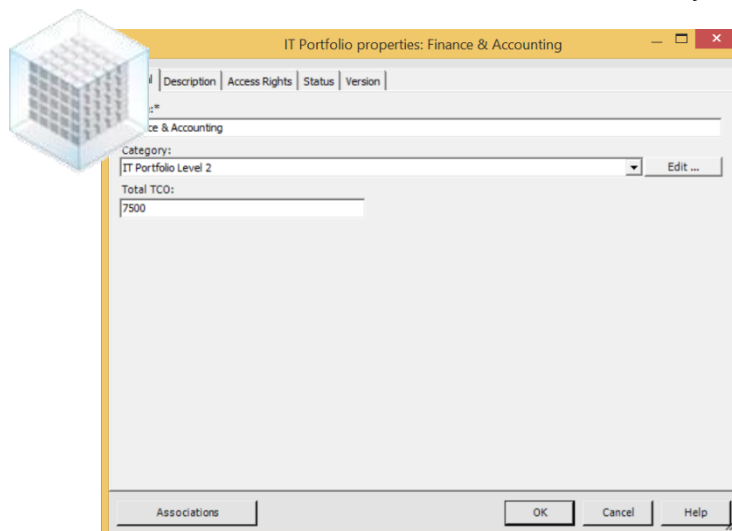 IT Portfolio properties: Finance & Accounting
Description Access Rights Status Version
& Accounting
Category:
IT Portfolio Level 2
Edit ...
Total TCO:
7500
Associations OK Cancel Help